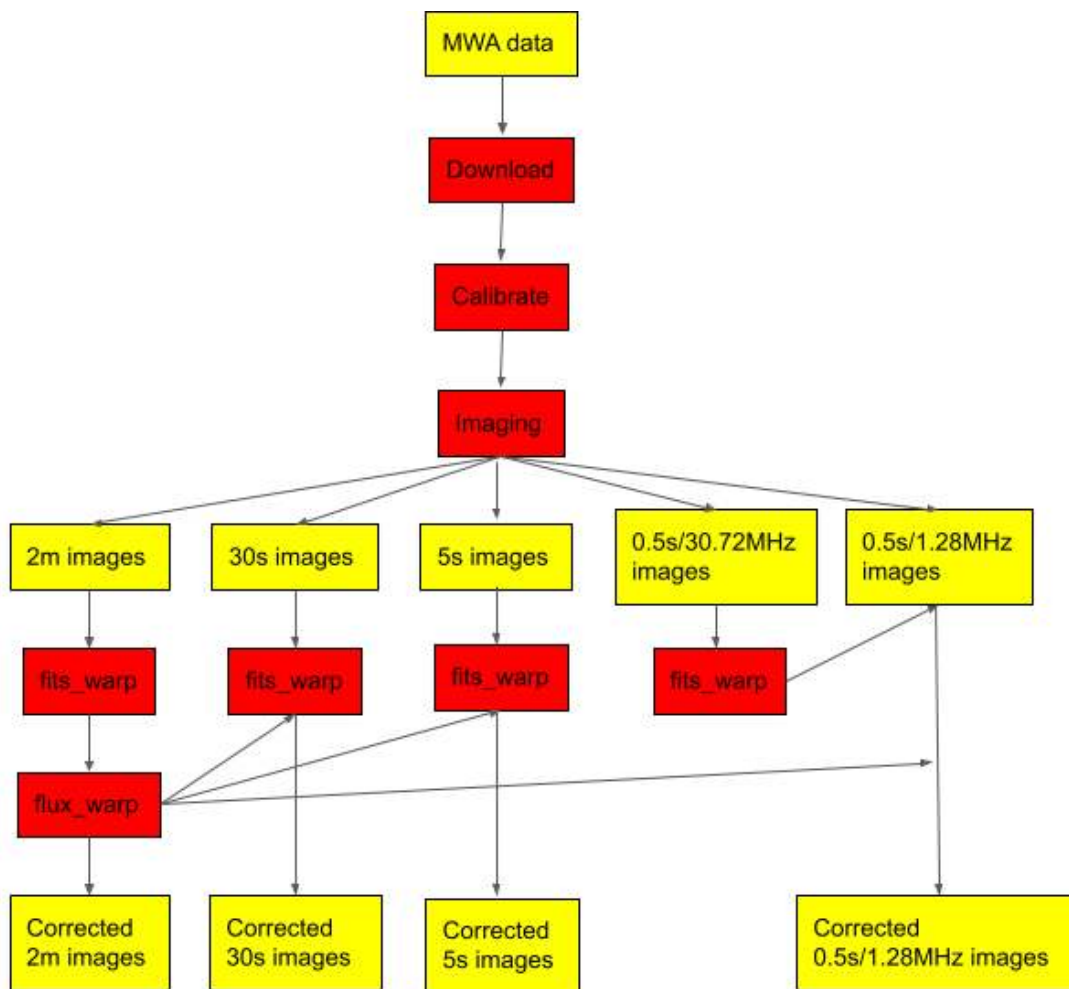 MWA data
Download
Calibrate
Imaging
2m images
30s images
5s images
0.5s/30.72MHz
images
0.5s/1.28MHz
images
fits_warp
fits_warp
fits_warp
fits_warp
flux_warp
Corrected
2m images
Corrected
30s images
Corrected
5s images
Corrected
0.5s/1.28MHz images